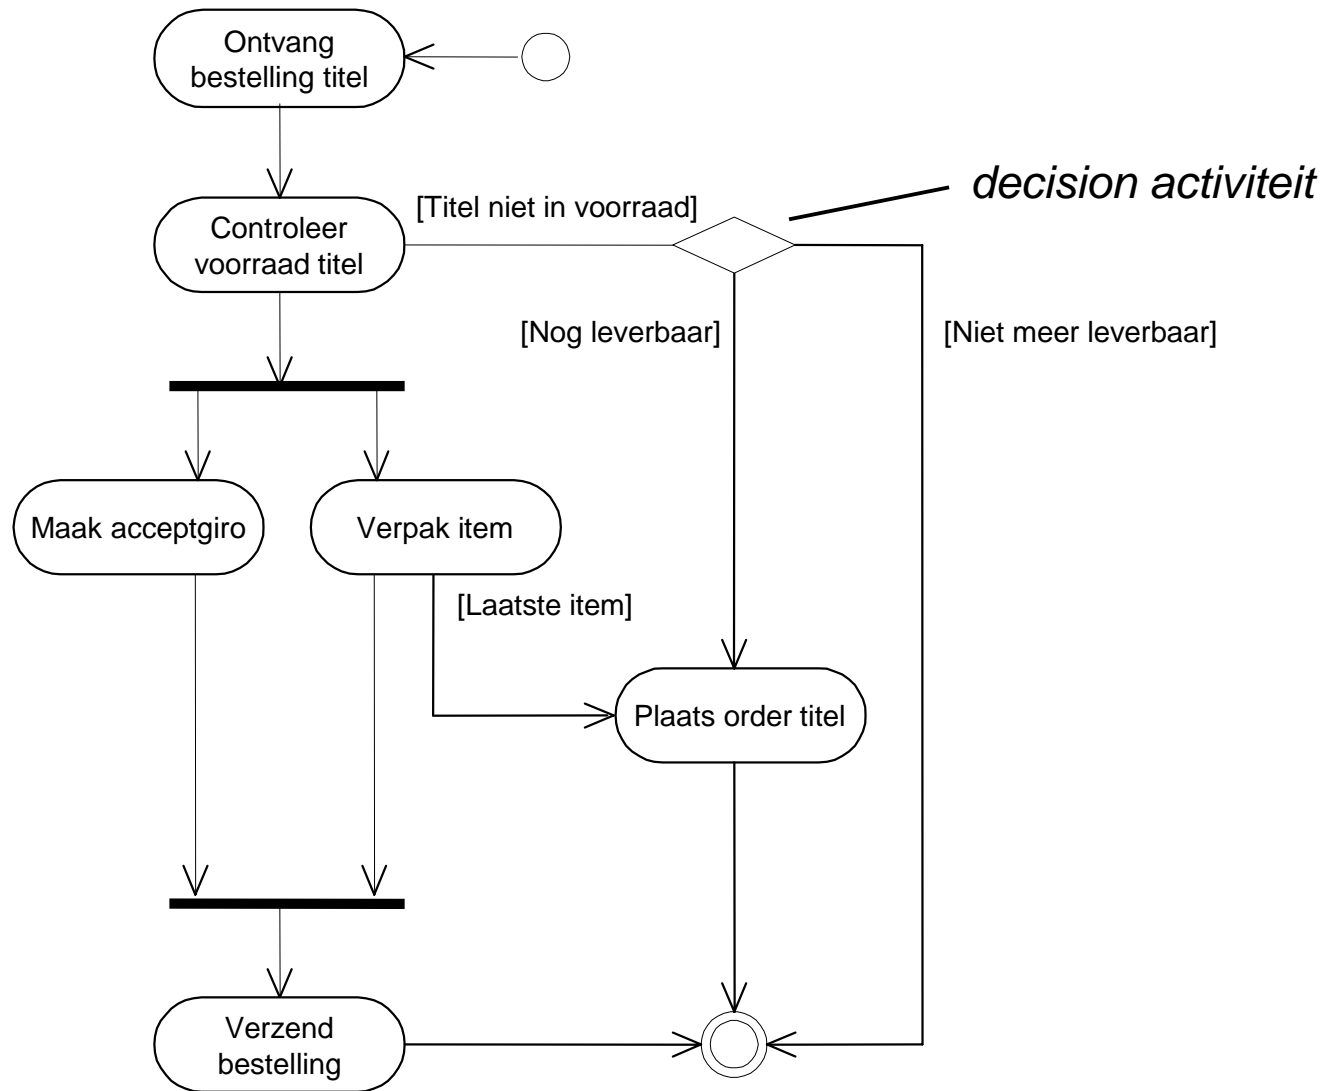 Ontvang
bestelling titel
decision activiteit
[Titel niet in voorraad]
Controleer
voorraad titel
[Nog leverbaar]
[Niet meer leverbaar]
Maak acceptgiro
Verpak item
[Laatste item]
Plaats order titel
Verzend
bestelling